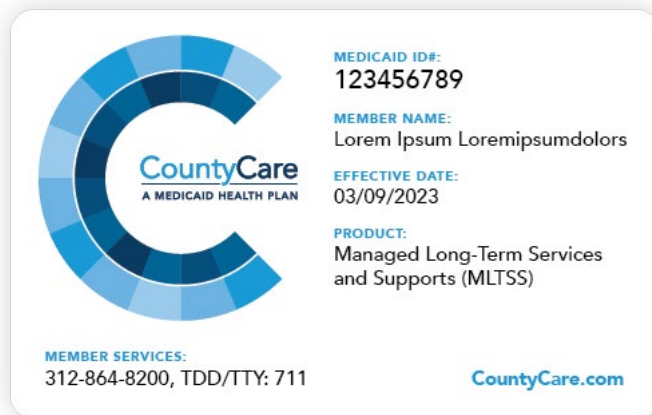 CountyCare
A MEDICAID HEALTH PLAN
MEDICAID ID#:
123456789
MEMBER NAME:
Lorem Ipsum Loremipsumdolors
EFFECTIVE DATE:
03/09/2023
PRODUCT:
Managed Long-Term Services
and Supports (MLTSS)
MEMBER SERVICES:
312-864-8200, TDD/TTY: 711
CountyCare.com